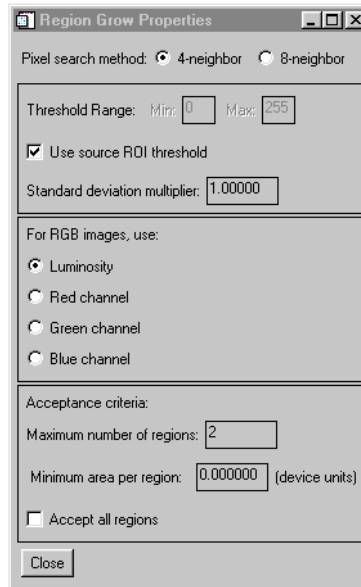 Region Grow Properties
Pixel search method: 4-neighbor 8-neighbor
Threshold Range: Min: 0 Max: 255
Use source ROI threshold
Standard deviation multiplier: 1.00000
For RGB images, use:
Luminosity
Red channel
Green channel
Blue channel
Acceptance criteria:
Maximum number of regions: 2
Minimum area per region: 0.000000 (device units)
Accept all regions
Close